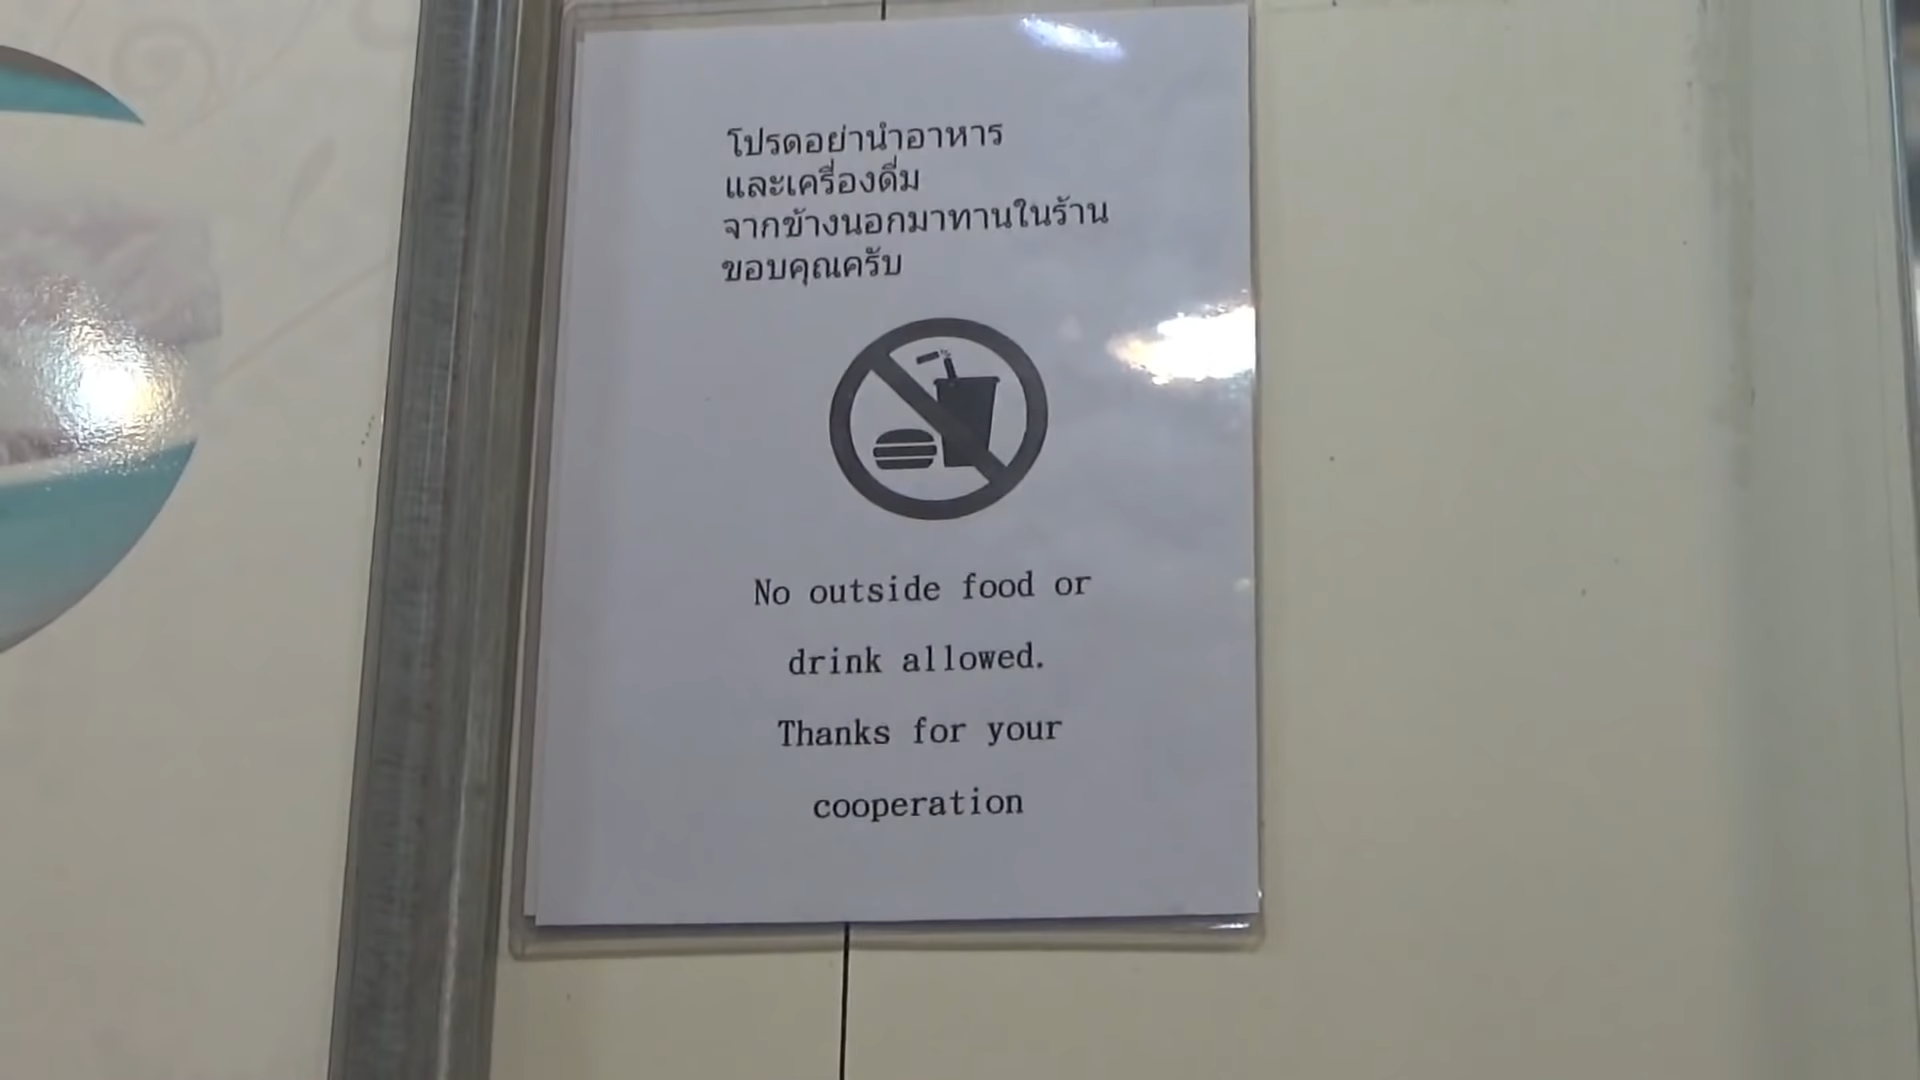 โปรดอย่านำอาหาร
และเครื่องดื่ม
จากข้างนอกมาทานในร้าน
ขอบคุณครับ
No outside food or
drink allowed.
Thanks for your
cooperation